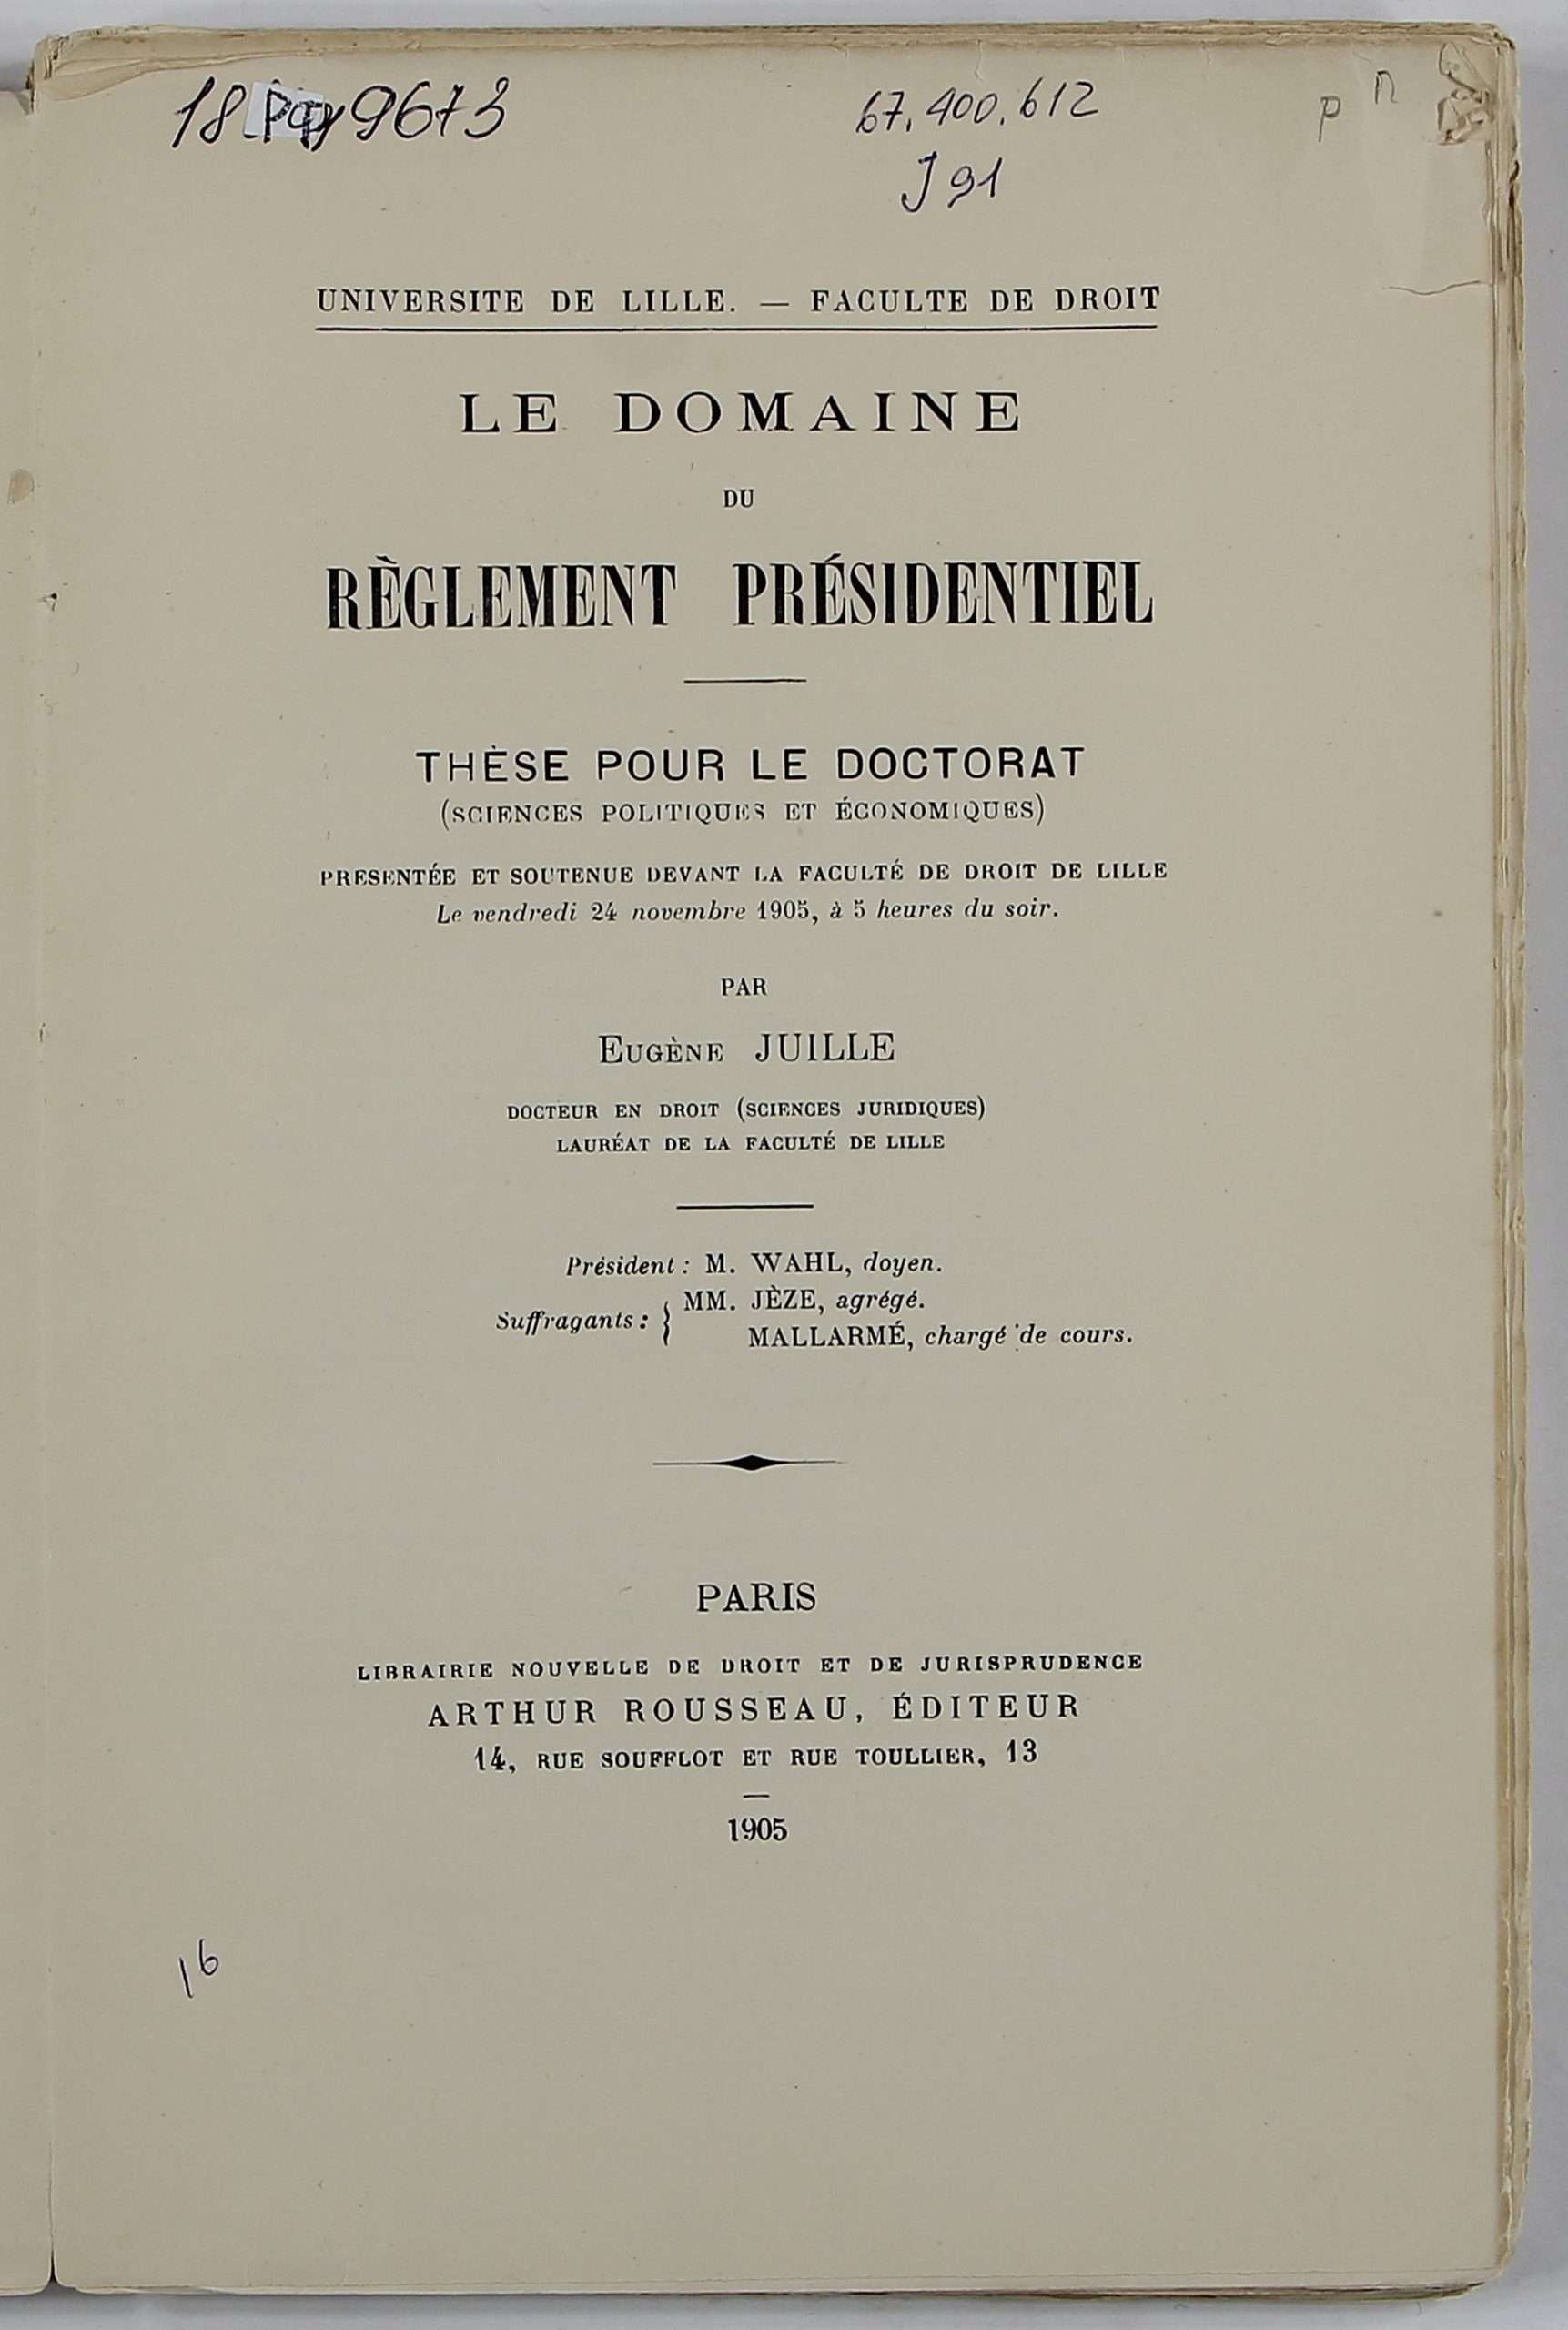 9673
67.400.612
p n
J 91
UNIVERSITE DE LILLE. — FACULTE DE DROIT
LE DOMAINE
DU
RÈGLEMENT PRÉSIDENTIEL
THÈSE POUR LE DOCTORAT
(SCIENCES POLITIQUES ET ÉCONOMIQUES)
PRESENTÉE ET SOUTENUE DEVANT LA FACULTÉ DE DROIT DE LILLE
Le vendredi 24 novembre 1905, à 5 heures du soir.
PAR
EUGÈNE JUILLE
DOCTEUR EN DROIT (SCIENCES JURIDIQUES)
LAURÉAT DE LA FACULTÉ DE LILLE
Président : M. WAHL, doyen.
Suffragants : { MM. JÈZE, agrégé.
MALLARMÉ, chargé de cours.
PARIS
LIBRAIRIE NOUVELLE DE DROIT ET DE JURISPRUDENCE
ARTHUR ROUSSEAU, ÉDITEUR
14, RUE SOUFFLOT ET RUE TOULLIER, 13
1905
16